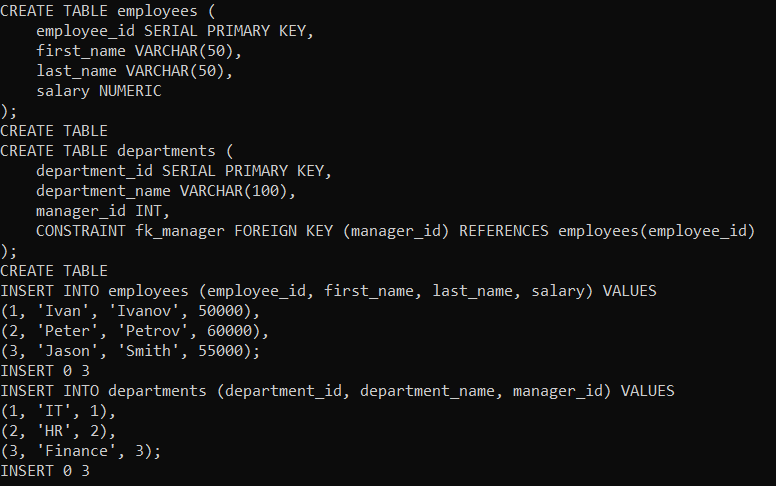 CREATE TABLE employees (
    employee_id SERIAL PRIMARY KEY,
    first_name VARCHAR(50),
    last_name VARCHAR(50),
    salary NUMERIC
);
CREATE TABLE
CREATE TABLE departments (
    department_id SERIAL PRIMARY KEY,
    department_name VARCHAR(100),
    manager_id INT,
    CONSTRAINT fk_manager FOREIGN KEY (manager_id) REFERENCES employees(employee_id)
);
CREATE TABLE
INSERT INTO employees (employee_id, first_name, last_name, salary) VALUES
(1, 'Ivan', 'Ivanov', 50000),
(2, 'Peter', 'Petrov', 60000),
(3, 'Jason', 'Smith', 55000);
INSERT 0 3
INSERT INTO departments (department_id, department_name, manager_id) VALUES
(1, 'IT', 1),
(2, 'HR', 2),
(3, 'Finance', 3);
INSERT 0 3